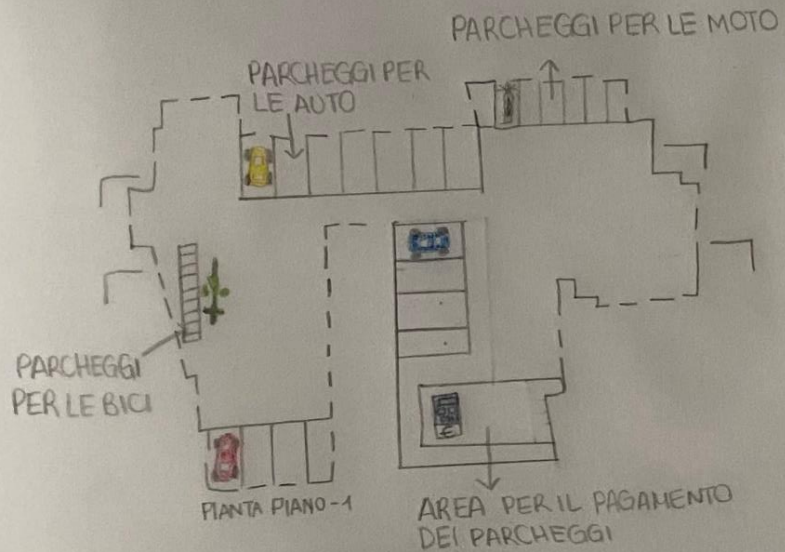 PARCHEGGI PER LE MOTO
PARCHEGGI PER
LE AUTO
PARCHEGGI
PER LE BICI
€
PIANTA PIANO-1
AREA PER IL PAGAMENTO
DEI PARCHEGGI